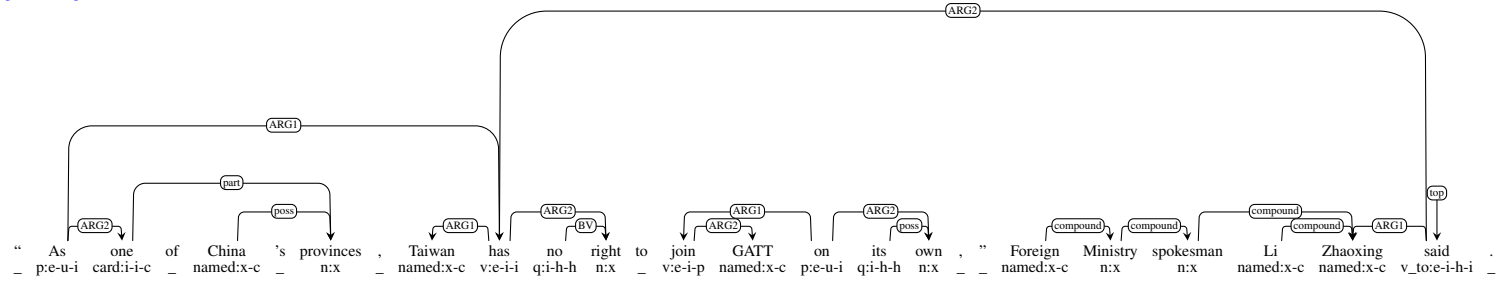 ARG2
ARG1
part
top
poss ARG2 ARG1 ARG2 compound
ARG2 ARG1 BV ARG2 poss compound compound compound ARG1
“ As one of China 's provinces , Taiwan has no right to join GATT on its own , ” Foreign Ministry spokesman Li Zhaoxing said .
_ p:e-u-i card:i-i-c _ named:x-c _ n:x _ named:x-c v:e-i-i q:i-h-h n:x _ v:e-i-p named:x-c p:e-u-i q:i-h-h n:x _ _ named:x-c n:x n:x named:x-c named:x-c v_to:e-i-h-i _